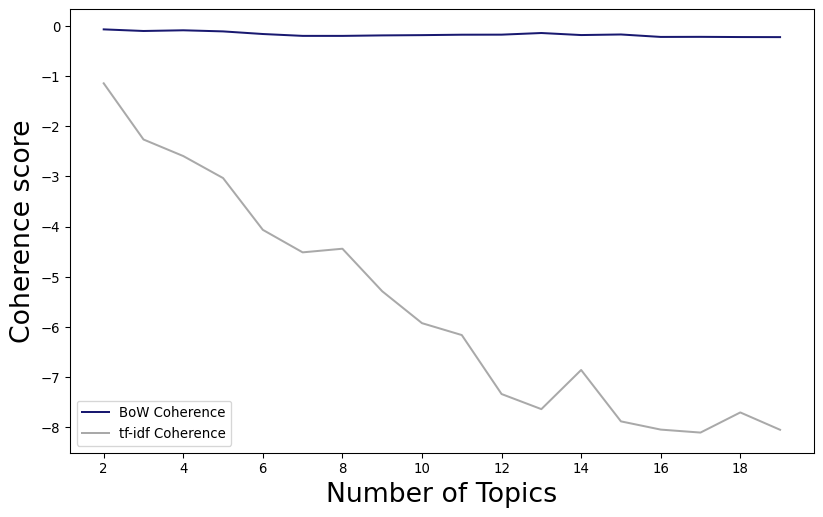 Coherence score
0
−1
−2
−3
−4
−5
−6
−7
−8
BoW Coherence
tf-idf Coherence
2 4 6 8 10 12 14 16 18
Number of Topics